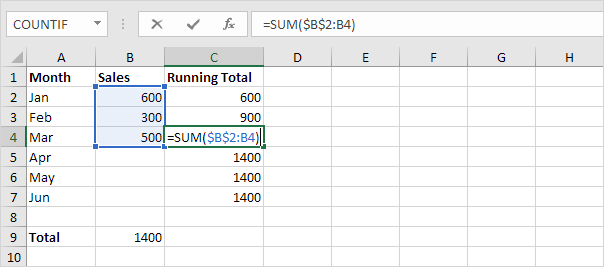 COUNTIF fx =SUM($B$2:B4)
A B C D E F G H
1 Month Sales Running Total
2 Jan 600 600
3 Feb 300 900
4 Mar 500 =SUM($B$2:B4)
5 Apr 1400
6 May 1400
7 Jun 1400
8
9 Total 1400
10